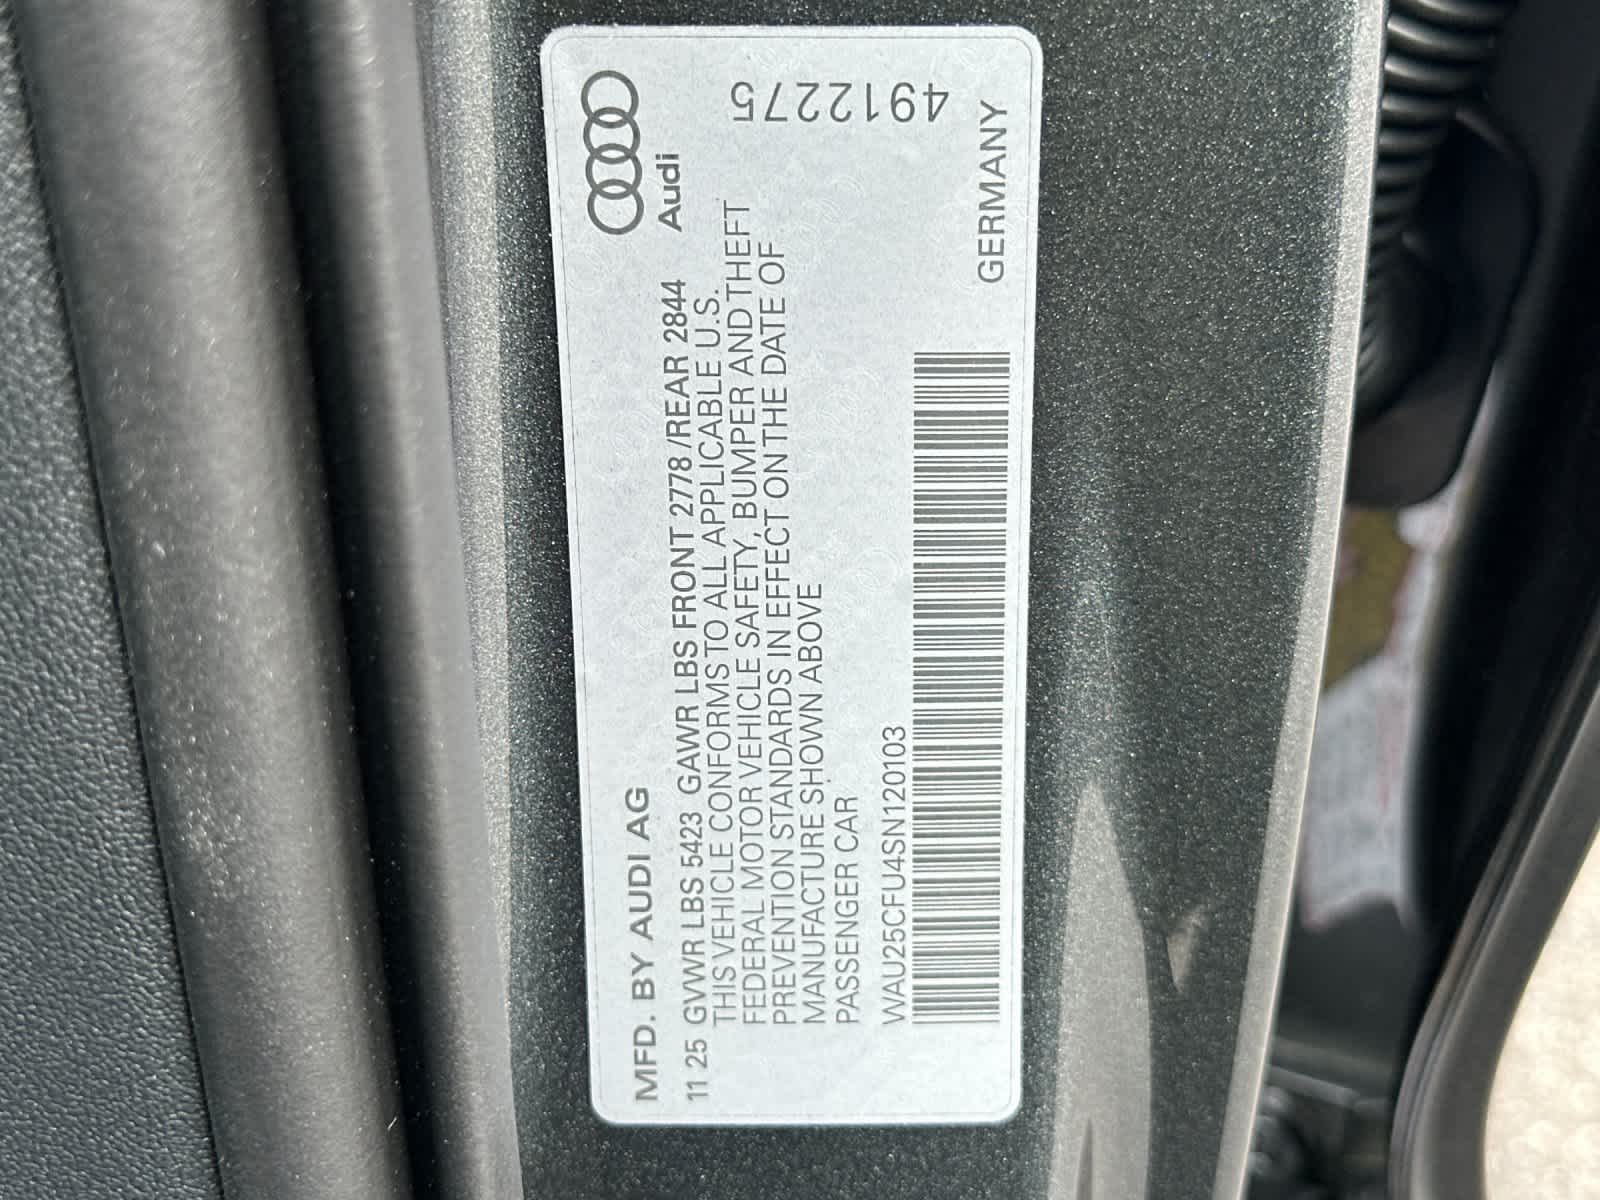 MFD. BY AUDI AG
11 25 GVWR LBS 5423 GAWR LBS FRONT 2778 /REAR 2844
THIS VEHICLE CONFORMS TO ALL APPLICABLE U.S.
FEDERAL MOTOR VEHICLE SAFETY, BUMPER AND THEFT
PREVENTION STANDARDS IN EFFECT ON THE DATE OF
MANUFACTURE SHOWN ABOVE
PASSENGER CAR
WAU25CFU4SN120103
Audi
4912275
GERMANY